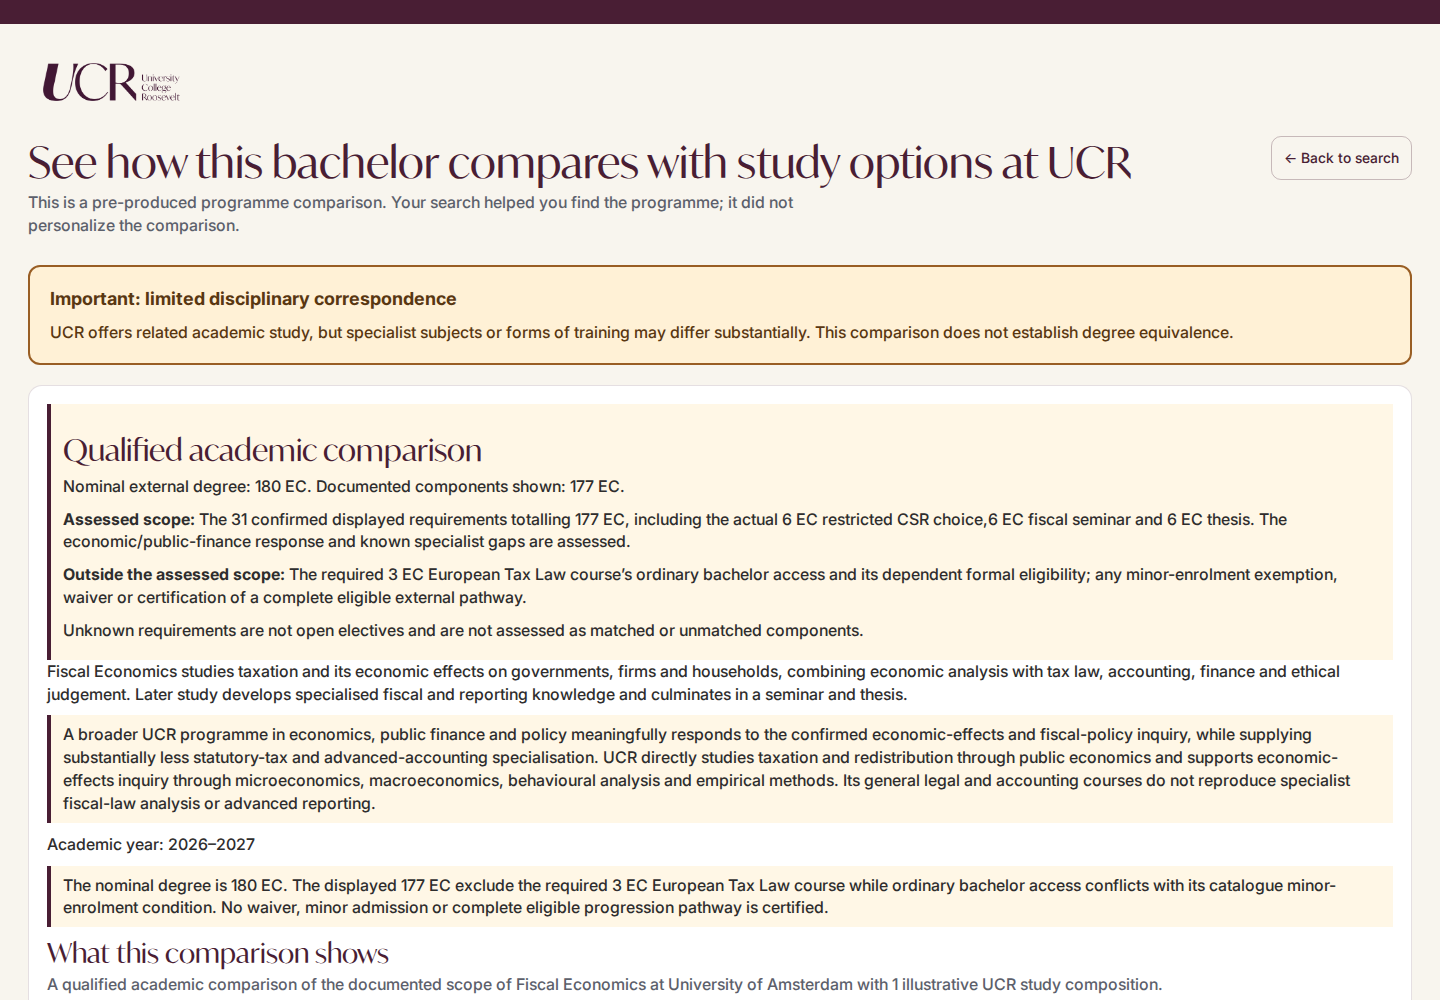 UCR University
College
Roosevelt
See how this bachelor compares with study options at UCR
← Back to search
This is a pre-produced programme comparison. Your search helped you find the programme; it did not
personalize the comparison.
Important: limited disciplinary correspondence
UCR offers related academic study, but specialist subjects or forms of training may differ substantially. This comparison does not establish degree equivalence.
Qualified academic comparison
Nominal external degree: 180 EC. Documented components shown: 177 EC.
Assessed scope: The 31 confirmed displayed requirements totalling 177 EC, including the actual 6 EC restricted CSR choice,6 EC fiscal seminar and 6 EC thesis. The
economic/public-finance response and known specialist gaps are assessed.
Outside the assessed scope: The required 3 EC European Tax Law course’s ordinary bachelor access and its dependent formal eligibility; any minor-enrolment exemption,
waiver or certification of a complete eligible external pathway.
Unknown requirements are not open electives and are not assessed as matched or unmatched components.
Fiscal Economics studies taxation and its economic effects on governments, firms and households, combining economic analysis with tax law, accounting, finance and ethical
judgement. Later study develops specialised fiscal and reporting knowledge and culminates in a seminar and thesis.
A broader UCR programme in economics, public finance and policy meaningfully responds to the confirmed economic-effects and fiscal-policy inquiry, while supplying
substantially less statutory-tax and advanced-accounting specialisation. UCR directly studies taxation and redistribution through public economics and supports economic-
effects inquiry through microeconomics, macroeconomics, behavioural analysis and empirical methods. Its general legal and accounting courses do not reproduce specialist
fiscal-law analysis or advanced reporting.
Academic year: 2026–2027
The nominal degree is 180 EC. The displayed 177 EC exclude the required 3 EC European Tax Law course while ordinary bachelor access conflicts with its catalogue minor-
enrolment condition. No waiver, minor admission or complete eligible progression pathway is certified.
What this comparison shows
A qualified academic comparison of the documented scope of Fiscal Economics at University of Amsterdam with 1 illustrative UCR study composition.